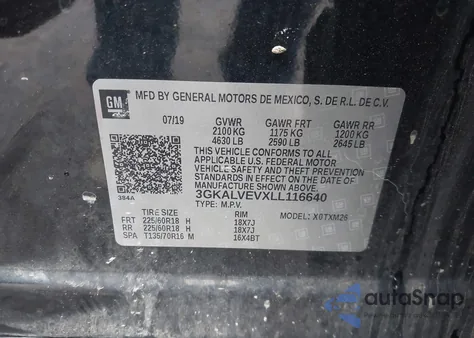 GM
MFD BY GENERAL MOTORS DE MEXICO, S. DE R.L. DE C.V.
07/19 GVWR GAWR FRT GAWR RR
2100 KG 1175 KG 1200 KG
4630 LB 2590 LB 2645 LB
THIS VEHICLE CONFORMS TO ALL
APPLICABLE U.S. FEDERAL MOTOR
VEHICLE SAFETY AND THEFT
PREVENTION STANDARDS IN EFFECT
ON THE DATE OF MANUFACTURE
SHOWN ABOVE.
384A 3GKALVEVXLL116640
TYPE: M.P.V. MODEL: X0TXM26
TIRE SIZE RIM
FRT 225/60R18 H 18X7J
RR 225/60R18 H 18X7J
SPA T135/70R16 M 16X4BT
autoSnap